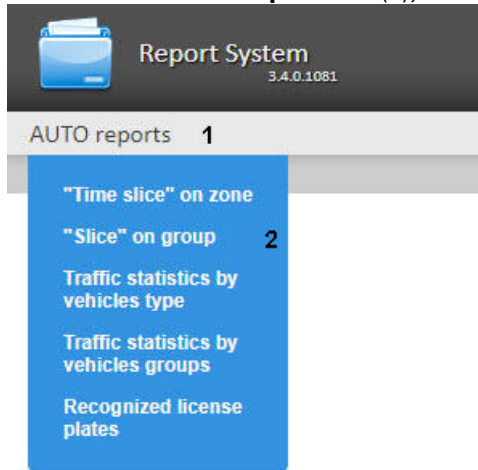 Report System
3.4.0.1081
AUTO reports 1
"Time slice" on zone
"Slice" on group 2
Traffic statistics by
vehicles type
Traffic statistics by
vehicles groups
Recognized license
plates